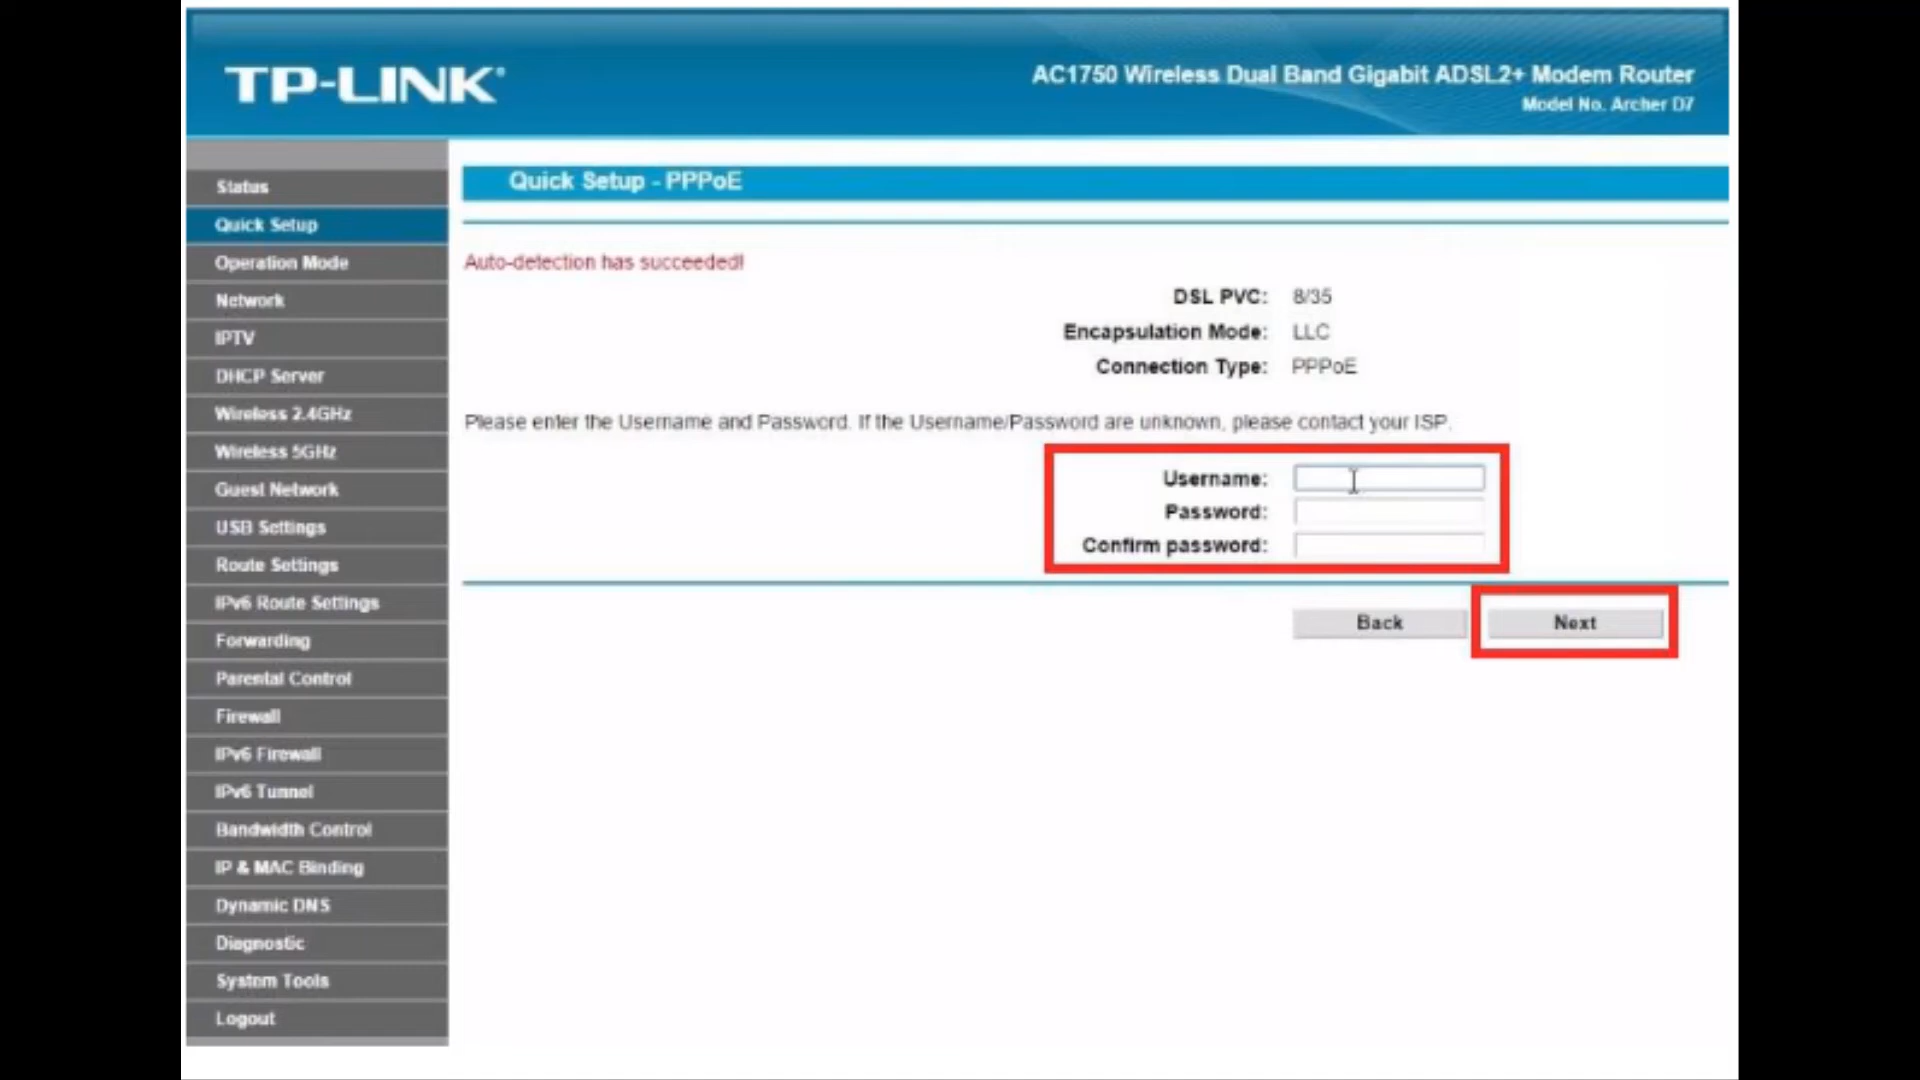 TP-LINK
AC1750 Wireless Dual Band Gigabit ADSL2+ Modem Router
Model No. Archer D7
Status
Quick Setup
Operation Mode
Network
IPTV
DHCP Server
Wireless 2.4GHz
Wireless 5GHz
Guest Network
USB Settings
Route Settings
IPv6 Route Settings
Forwarding
Parental Control
Firewall
IPv6 Firewall
IPv6 Tunnel
Bandwidth Control
IP & MAC Binding
Dynamic DNS
Diagnostic
System Tools
Logout
Quick Setup - PPPoE
Auto-detection has succeeded!
DSL PVC: 8/35
Encapsulation Mode: LLC
Connection Type: PPPoE
Please enter the Username and Password. If the Username/Password are unknown, please contact your ISP.
Username:
Password:
Confirm password:
Back Next